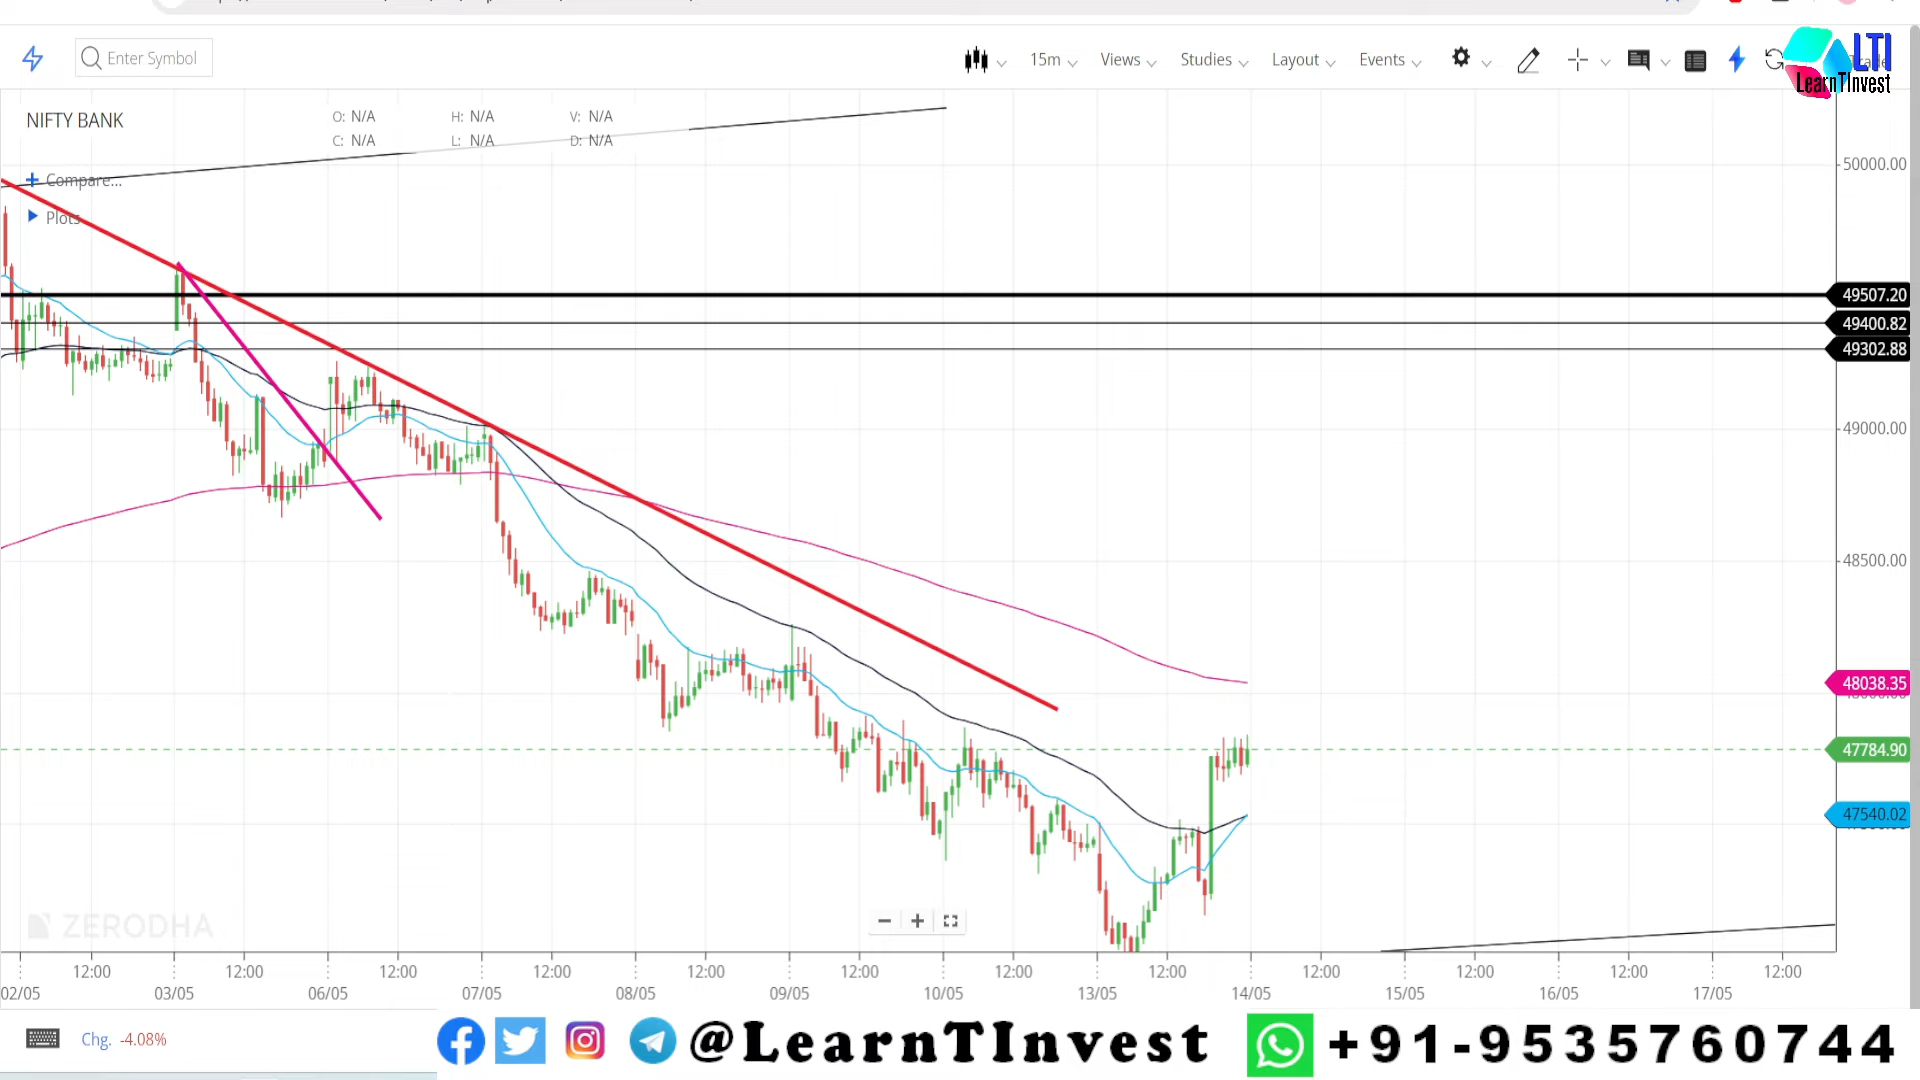 Enter Symbol
15m Views Studies Layout Events
LTI
LearnTInvest
NIFTY BANK
O: N/A H: N/A V: N/A
C: N/A L: N/A D: N/A
Compare...
Plots
50000.00
49507.20
49400.82
49302.88
49000.00
48500.00
48038.35
47784.90
47540.02
ZERODHA
12:00 12:00 12:00 12:00 12:00 12:00 12:00 12:00 12:00 12:00 12:00 12:00
02/05 03/05 06/05 07/05 08/05 09/05 10/05 13/05 14/05 15/05 16/05 17/05
Chg. -4.08%
@LearnTInvest +91-9535760744